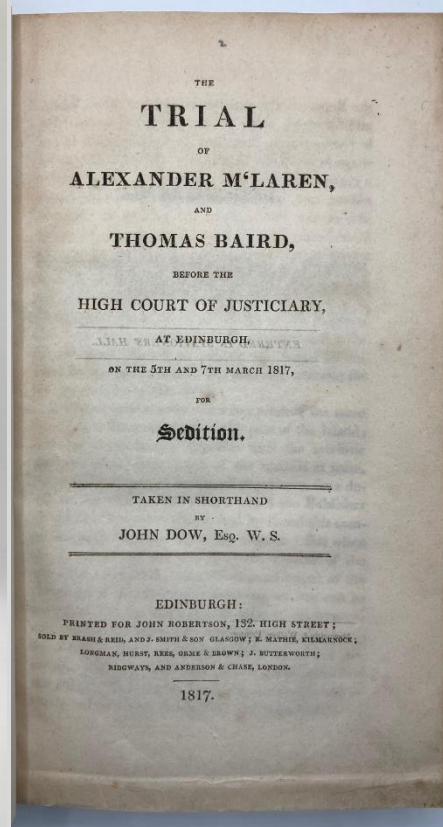 2
THE
TRIAL
OF
ALEXANDER M‘LAREN,
AND
THOMAS BAIRD,
BEFORE THE
HIGH COURT OF JUSTICIARY,
AT EDINBURGH,
ON THE 5TH AND 7TH MARCH 1817,
FOR
Sedition.
TAKEN IN SHORTHAND
BY
JOHN DOW, Esq. W. S.
EDINBURGH:
PRINTED FOR JOHN ROBERTSON, 132. HIGH STREET;
SOLD BY BRASH & REID, AND J. SMITH & SON GLASGOW; R. MATHIE, KILMARNOCK;
LONGMAN, HURST, REES, ORME & BROWN; J. BUTTERWORTH;
RIDGWAYS, AND ANDERSON & CHASE, LONDON.
1817.